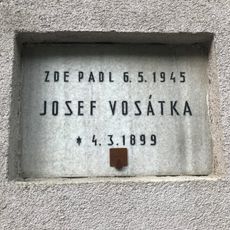 ZDE PADL 6.5.1945
JOSEF VOSÁTKA
* 4.3.1899